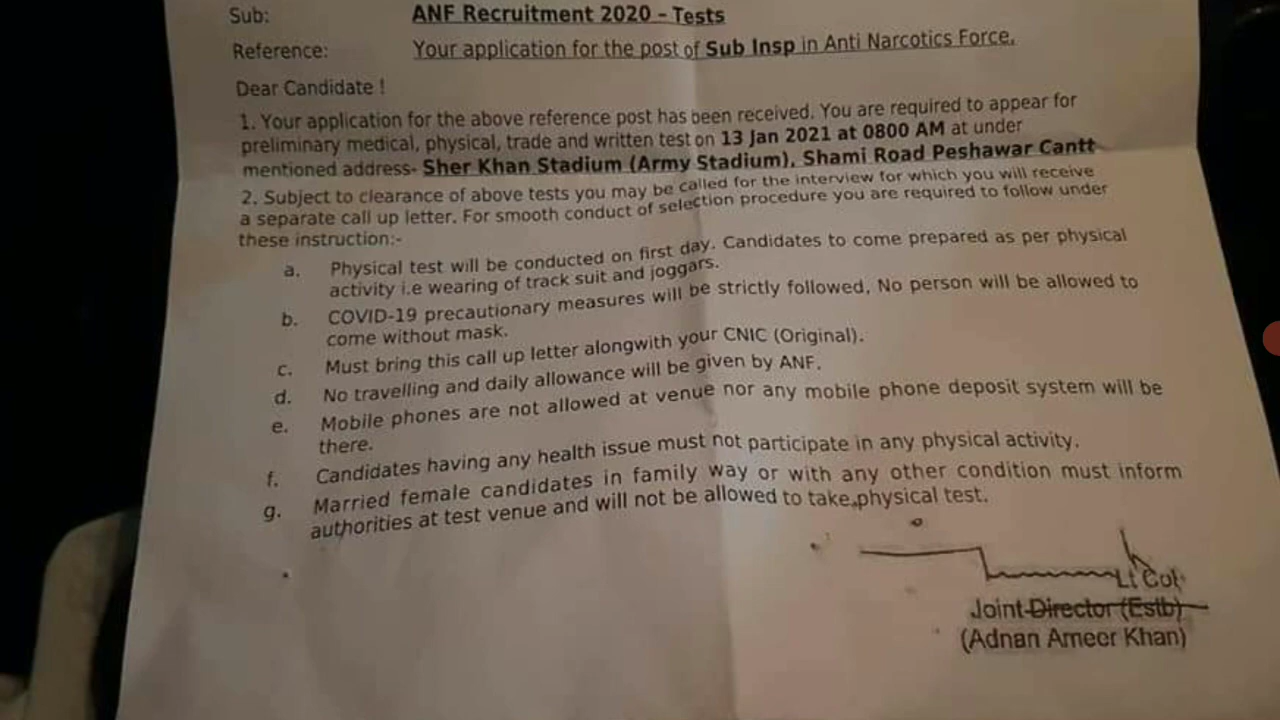 Sub: ANF Recruitment 2020 – Tests
Reference: Your application for the post of Sub Insp in Anti Narcotics Force.
Dear Candidate !
1. Your application for the above reference post has been received. You are required to appear for
preliminary medical, physical, trade and written test on 13 Jan 2021 at 0800 AM at under
mentioned address- Sher Khan Stadium (Army Stadium), Shami Road Peshawar Cantt
2. Subject to clearance of above tests you may be called for the interview for which you will receive
a separate call up letter. For smooth conduct of selection procedure you are required to follow under
these instruction:-
a. Physical test will be conducted on first day. Candidates to come prepared as per physical
activity i.e wearing of track suit and joggars.
b. COVID-19 precautionary measures will be strictly followed, No person will be allowed to
come without mask.
c. Must bring this call up letter alongwith your CNIC (Original).
d. No travelling and daily allowance will be given by ANF.
e. Mobile phones are not allowed at venue nor any mobile phone deposit system will be
there.
f. Candidates having any health issue must not participate in any physical activity.
g. Married female candidates in family way or with any other condition must inform
authorities at test venue and will not be allowed to take physical test.
Lt Col
Joint Director (Estb)
(Adnan Ameer Khan)